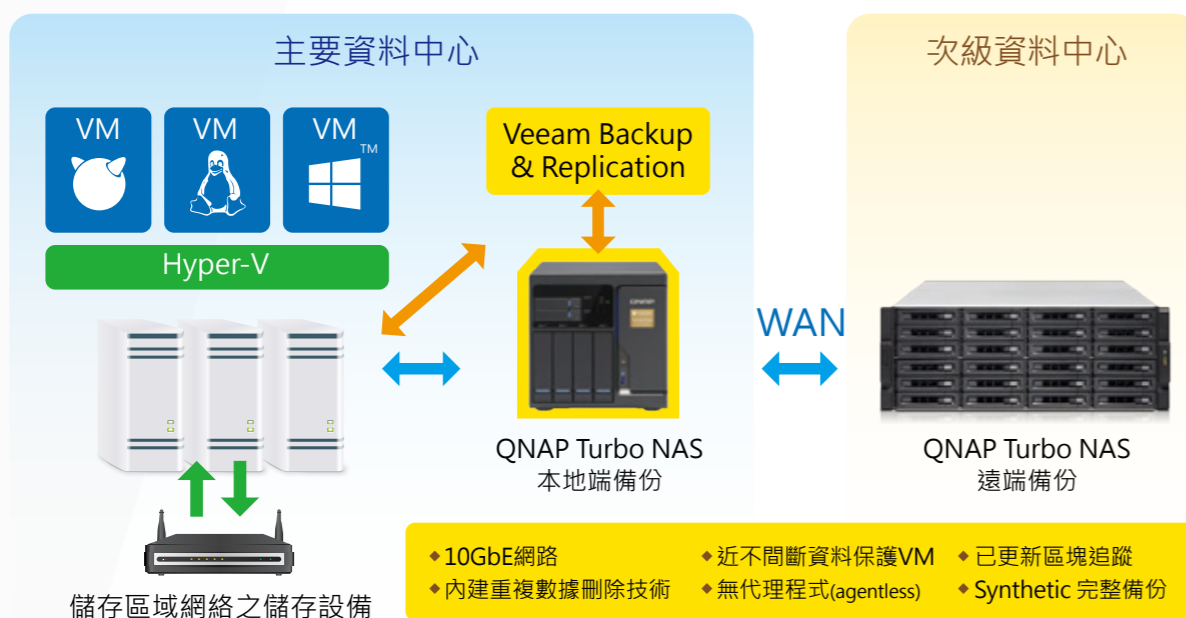 主要資料中心
次級資料中心
VM
VM
VM
TM
Veeam Backup
& Replication
Hyper-V
QNAP
WAN
QNAP Turbo NAS
本地端備份
QNAP Turbo NAS
遠端備份
儲存區域網絡之儲存設備
◆10GbE網路
◆近不間斷資料保護VM
◆已更新區塊追蹤
◆內建重複數據刪除技術
◆無代理程式(agentless)
◆Synthetic 完整備份